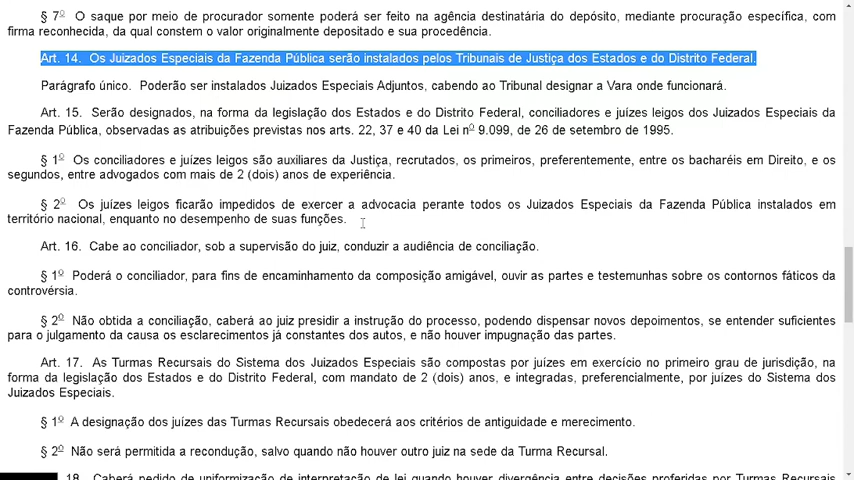 § 7º O saque por meio de procurador somente poderá ser feito na agência destinatária do depósito, mediante procuração específica, com
firma reconhecida, da qual constem o valor originalmente depositado e sua procedência.
Art. 14. Os Juizados Especiais da Fazenda Pública serão instalados pelos Tribunais de Justiça dos Estados e do Distrito Federal.
Parágrafo único. Poderão ser instalados Juizados Especiais Adjuntos, cabendo ao Tribunal designar a Vara onde funcionará.
Art. 15. Serão designados, na forma da legislação dos Estados e do Distrito Federal, conciliadores e juízes leigos dos Juizados Especiais da
Fazenda Pública, observadas as atribuições previstas nos arts. 22, 37 e 40 da Lei nº 9.099, de 26 de setembro de 1995.
§ 1º Os conciliadores e juízes leigos são auxiliares da Justiça, recrutados, os primeiros, preferentemente, entre os bacharéis em Direito, e os
segundos, entre advogados com mais de 2 (dois) anos de experiência.
§ 2º Os juízes leigos ficarão impedidos de exercer a advocacia perante todos os Juizados Especiais da Fazenda Pública instalados em
território nacional, enquanto no desempenho de suas funções.
Art. 16. Cabe ao conciliador, sob a supervisão do juiz, conduzir a audiência de conciliação.
§ 1º Poderá o conciliador, para fins de encaminhamento da composição amigável, ouvir as partes e testemunhas sobre os contornos fáticos da
controvérsia.
§ 2º Não obtida a conciliação, caberá ao juiz presidir a instrução do processo, podendo dispensar novos depoimentos, se entender suficientes
para o julgamento da causa os esclarecimentos já constantes dos autos, e não houver impugnação das partes.
Art. 17. As Turmas Recursais do Sistema dos Juizados Especiais são compostas por juízes em exercício no primeiro grau de jurisdição, na
forma da legislação dos Estados e do Distrito Federal, com mandato de 2 (dois) anos, e integradas, preferencialmente, por juízes do Sistema dos
Juizados Especiais.
§ 1º A designação dos juízes das Turmas Recursais obedecerá aos critérios de antiguidade e merecimento.
§ 2º Não será permitida a recondução, salvo quando não houver outro juiz na sede da Turma Recursal.
18. Caberá pedido de uniformização de interpretação de lei quando houver divergência entre decisões proferidas por Turmas Recursais